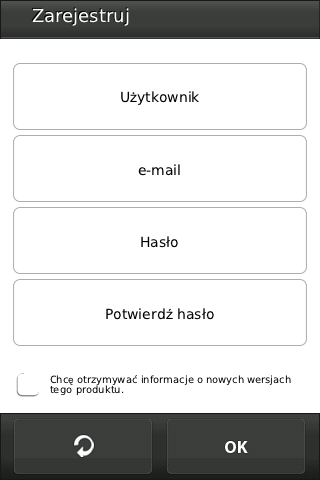 Zarejestruj
Użytkownik
e-mail
Hasło
Potwierdź hasło
Chcę otrzymywać informacje o nowych wersjach
tego produktu.
OK